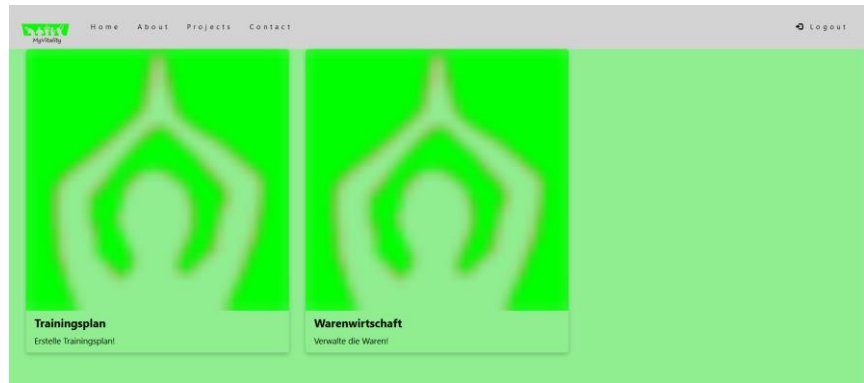 MyVitality
Home About Projects Contact
Logout
Trainingsplan
Erstelle Trainingsplan!
Warenwirtschaft
Verwalte die Waren!